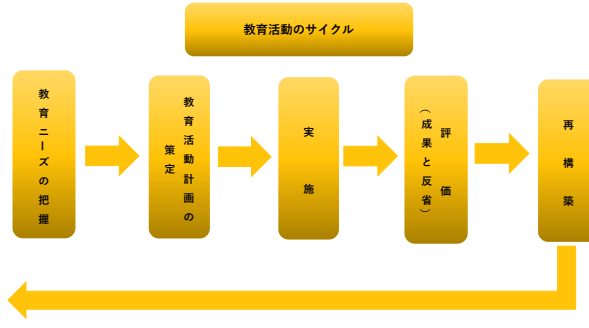 教育活動のサイクル
教育ニーズの把握
教育活動計画の
策定
実施
評価
（成果と反省）
再構築